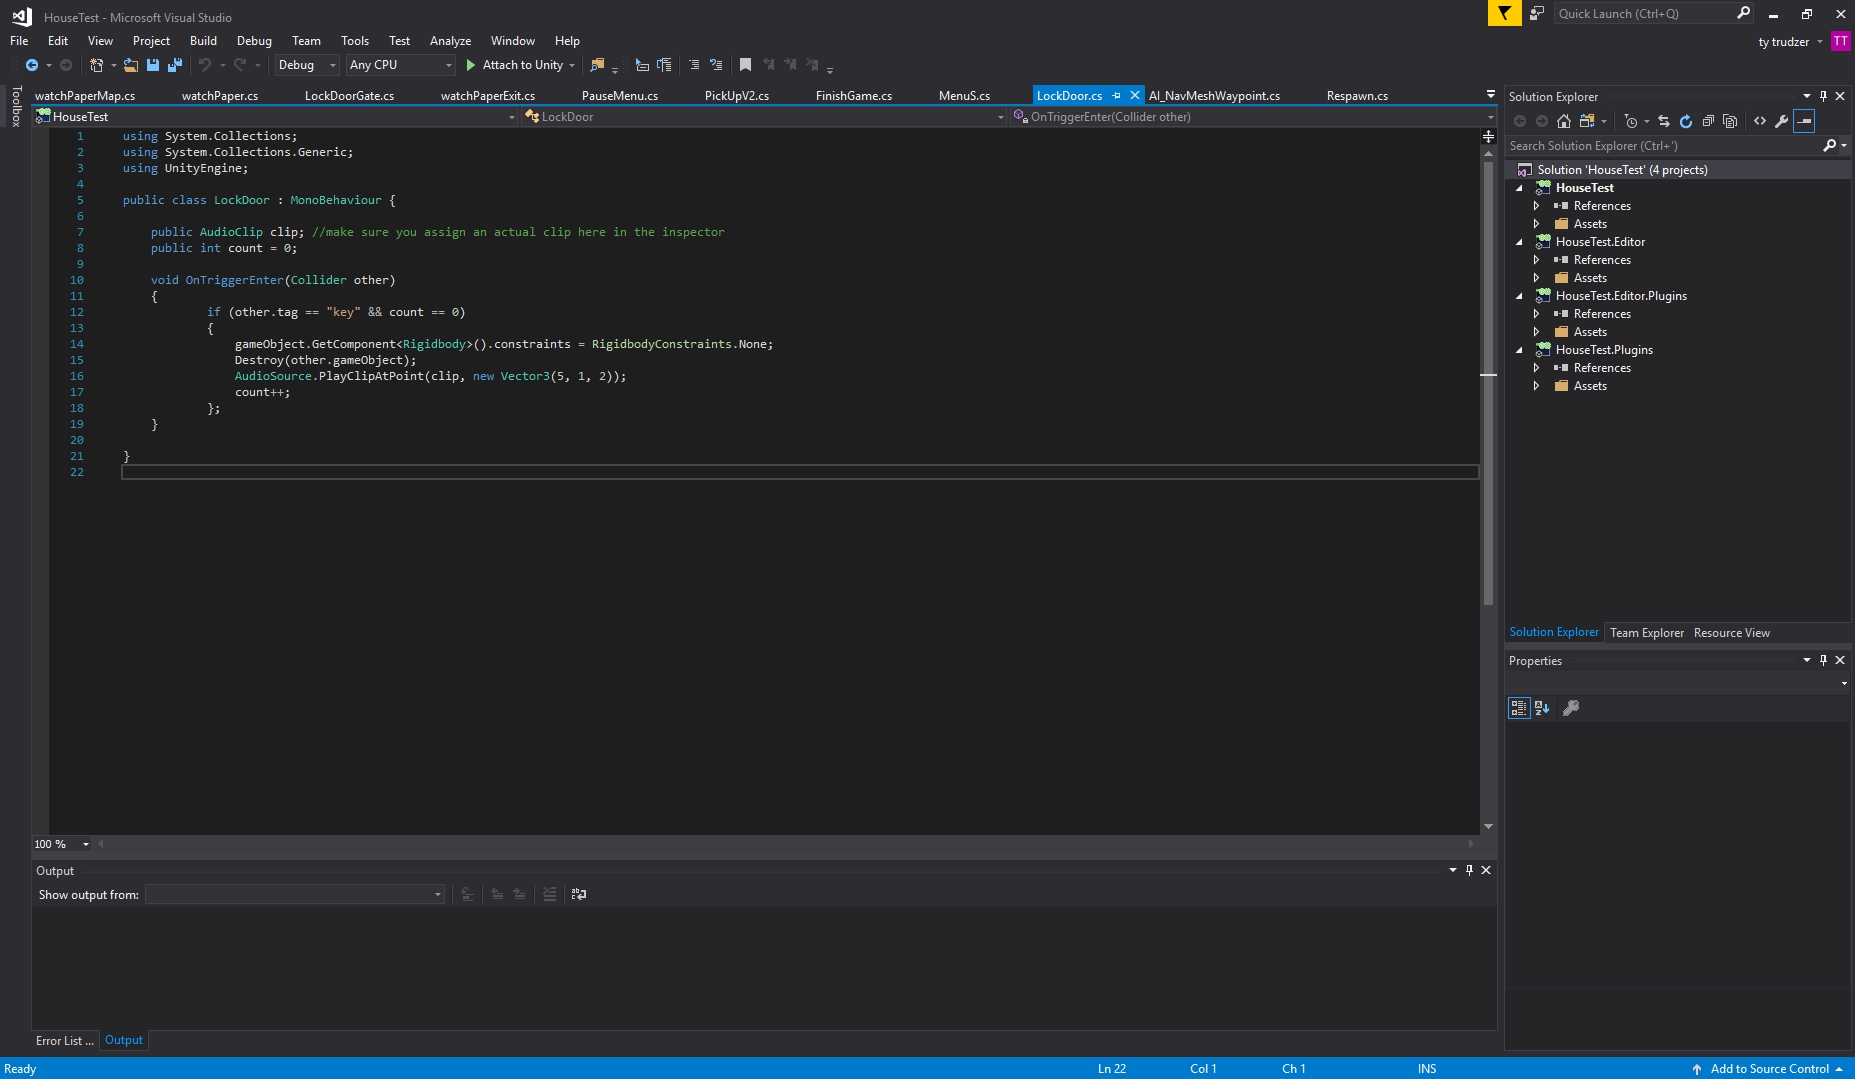 HouseTest - Microsoft Visual Studio
Quick Launch (Ctrl+Q)
File Edit View Project Build Debug Team Tools Test Analyze Window Help
ty trudzer TT
Debug Any CPU Attach to Unity
Toolbox
watchPaperMap.cs watchPaper.cs LockDoorGate.cs watchPaperExit.cs PauseMenu.cs PickUpV2.cs FinishGame.cs MenuS.cs LockDoor.cs AI_NavMeshWaypoint.cs Respawn.cs
HouseTest LockDoor OnTriggerEnter(Collider other)
1 using System.Collections;
2 using System.Collections.Generic;
3 using UnityEngine;
4
5 public class LockDoor : MonoBehaviour {
6
7 public AudioClip clip; //make sure you assign an actual clip here in the inspector
8 public int count = 0;
9
10 void OnTriggerEnter(Collider other)
11 {
12 if (other.tag == "key" && count == 0)
13 {
14 gameObject.GetComponent<Rigidbody>().constraints = RigidbodyConstraints.None;
15 Destroy(other.gameObject);
16 AudioSource.PlayClipAtPoint(clip, new Vector3(5, 1, 2));
17 count++;
18 };
19 }
20
21 }
22
100 %
Output
Show output from:
Error List ... Output
Solution Explorer
Search Solution Explorer (Ctrl+')
Solution 'HouseTest' (4 projects)
HouseTest
References
Assets
HouseTest.Editor
References
Assets
HouseTest.Editor.Plugins
References
Assets
HouseTest.Plugins
References
Assets
Solution Explorer Team Explorer Resource View
Properties
Ready Ln 22 Col 1 Ch 1 INS Add to Source Control